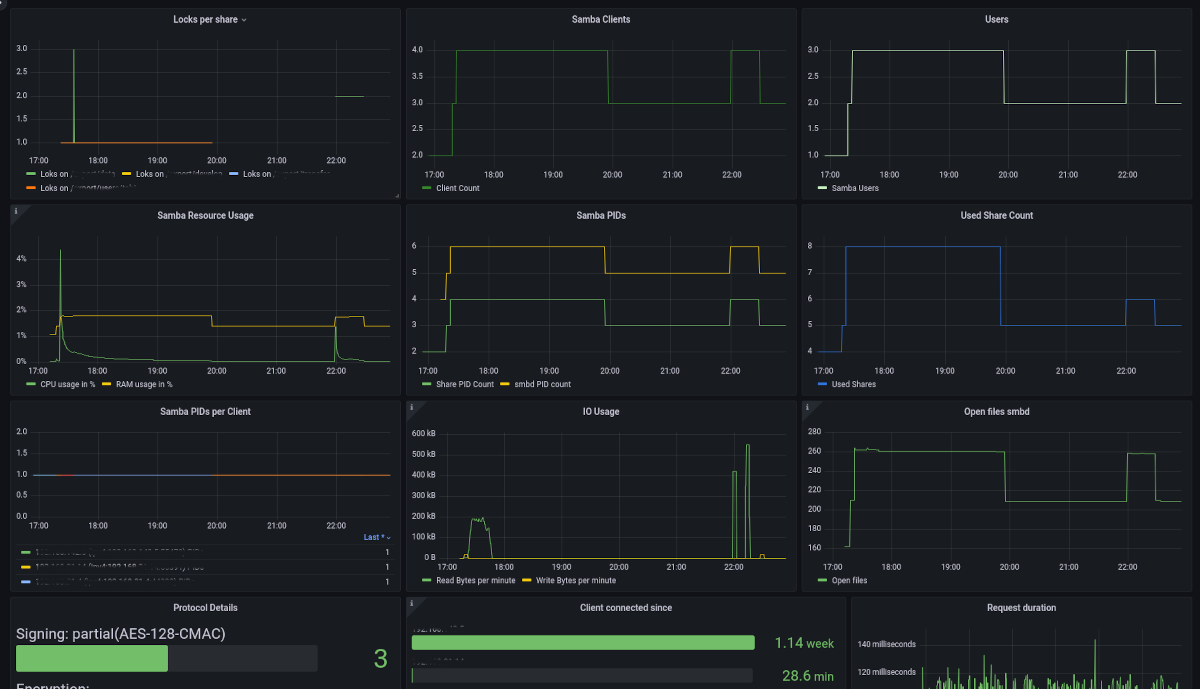 Locks per share
3.0
2.5
2.0
1.5
1.0
17:00 18:00 19:00 20:00 21:00 22:00
Loks on Loks on Loks on
Loks on
Samba Clients
4.0
3.5
3.0
2.5
2.0
17:00 18:00 19:00 20:00 21:00 22:00
Client Count
Users
3.0
2.5
2.0
1.5
1.0
17:00 18:00 19:00 20:00 21:00 22:00
Samba Users
i
Samba Resource Usage
4%
3%
2%
1%
0%
17:00 18:00 19:00 20:00 21:00 22:00
CPU usage in % RAM usage in %
Samba PIDs
6
5
4
3
2
17:00 18:00 19:00 20:00 21:00 22:00
Share PID Count smbd PID count
Used Share Count
8
7
6
5
4
17:00 18:00 19:00 20:00 21:00 22:00
Used Shares
Samba PIDs per Client
2.0
1.5
1.0
0.5
0.0
17:00 18:00 19:00 20:00 21:00 22:00
Last *
1
1
1
i
IO Usage
600 kB
500 kB
400 kB
300 kB
200 kB
100 kB
0 B
17:00 18:00 19:00 20:00 21:00 22:00
Read Bytes per minute Write Bytes per minute
i
Open files smbd
280
260
240
220
200
180
160
17:00 18:00 19:00 20:00 21:00 22:00
Open files
Protocol Details
Signing: partial(AES-128-CMAC)
3
Encryption:
i
Client connected since
1.14 week
28.6 min
Request duration
140 milliseconds
120 milliseconds